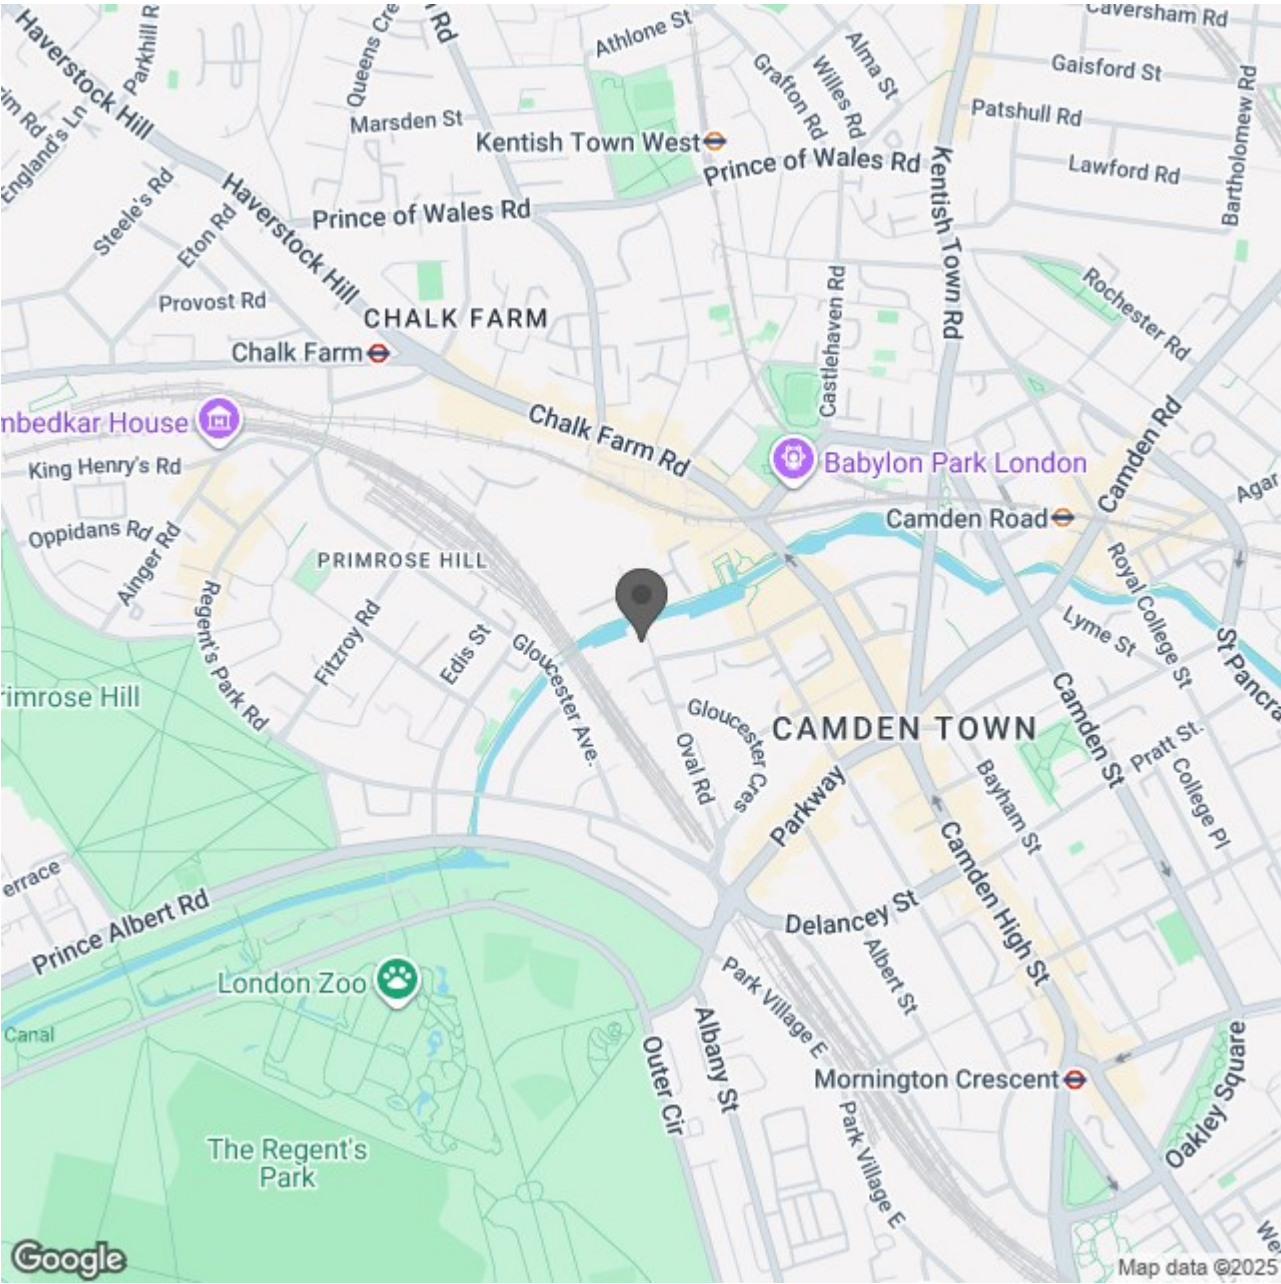 Haverstock Hill
Parkhill R
Queens Cre
Rd
Athlone St
Alma St
Willes Rd
Grafton Rd
Caversham Rd
Gaisford St
Patshull Rd
Lawford Rd
Bartholomew Rd
England's Ln
rim Rd
Marsden St
Kentish Town West
Prince of Wales Rd
Kentish Town Rd
Steele's Rd
Eton Rd
Haverstock Hill
Prince of Wales Rd
Provost Rd
CHALK FARM
Chalk Farm
Castlehaven Rd
Rochester Rd
mbedkar House
Chalk Farm Rd
Camden Rd
King Henry's Rd
Babylon Park London
Agar
Oppidans Rd
Ainger Rd
Camden Road
PRIMROSE HILL
Royal College St
Regent's Park Rd
Fitzroy Rd
Edis St
Gloucester Ave.
Lyme St
St Pancra
rimrose Hill
Gloucester Cres
Oval Rd
CAMDEN TOWN
Camden St
Pratt St.
College Pl
Parkway
Bayham St
errace
Prince Albert Rd
Delancey St
Camden High St
London Zoo
Albert St
Park Village E
Canal
Albany St
Outer Cir
Mornington Crescent
Oakley Square
Park Village E
The Regent's
Park
We
Google
Map data ©2025